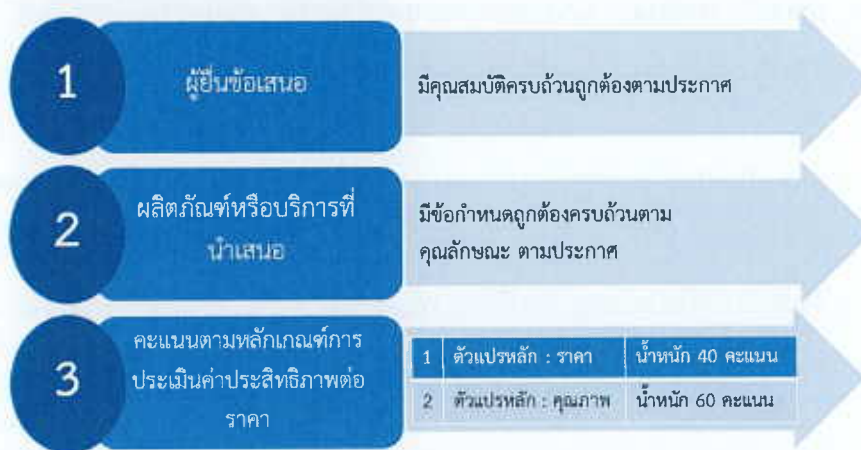 1
ผู้ยื่นข้อเสนอ
มีคุณสมบัติครบถ้วนถูกต้องตามประกาศ
2
ผลิตภัณฑ์หรือบริการที่
นำเสนอ
มีข้อกำหนดถูกต้องครบถ้วนตาม
คุณลักษณะ ตามประกาศ
3
คะแนนตามหลักเกณฑ์การ
ประเมินค่าประสิทธิภาพต่อ
ราคา
1 ตัวแปรหลัก : ราคา น้ำหนัก 40 คะแนน
2 ตัวแปรหลัก : คุณภาพ น้ำหนัก 60 คะแนน